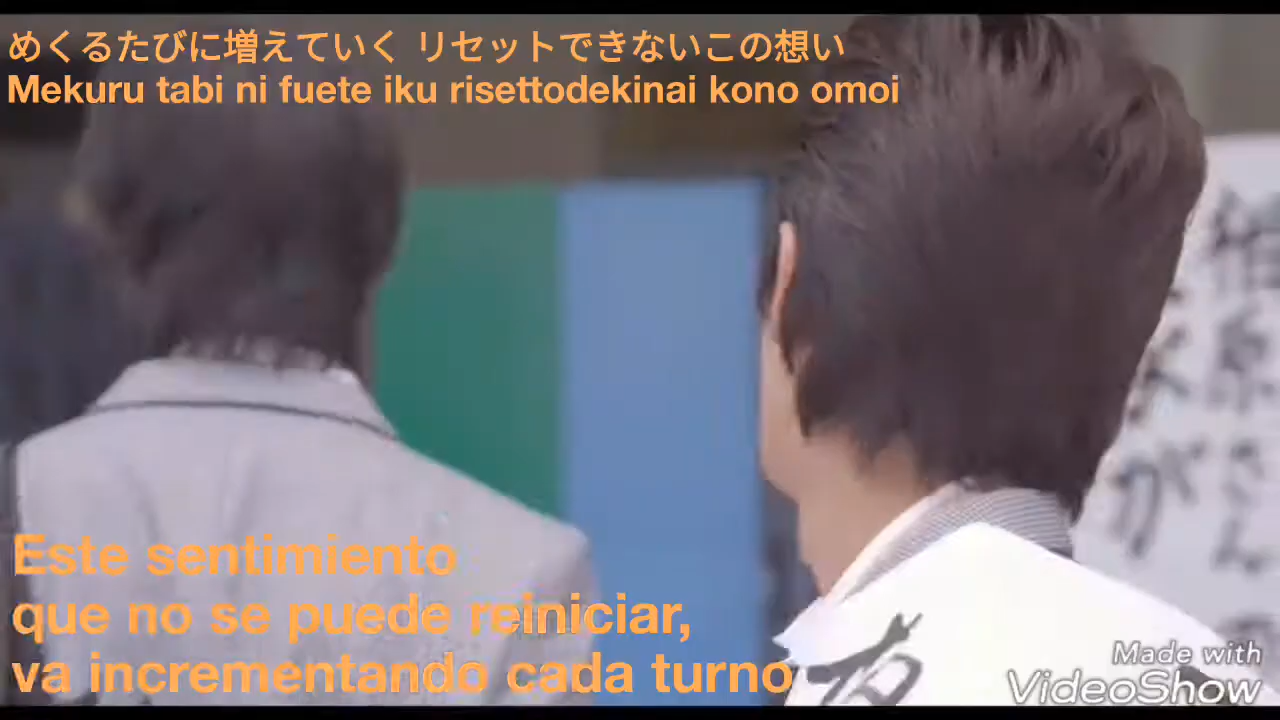 めくるたびに増えていく リセットできないこの想い
Mekuru tabi ni fuete iku risettodekinai kono omoi
Este sentimiento
que no se puede reiniciar,
va incrementando cada turno
Made with
VideoShow